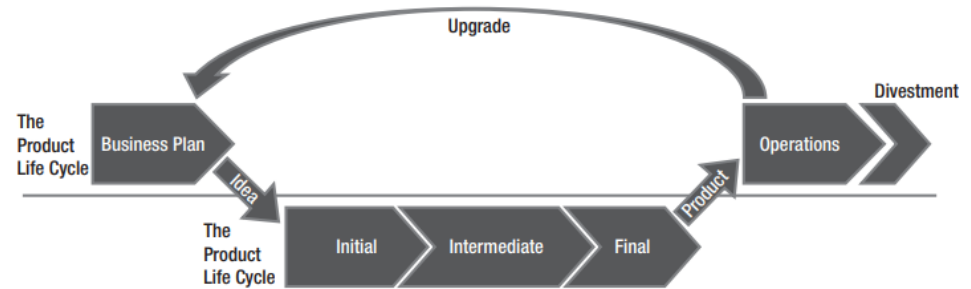 Upgrade
Divestment
The
Product
Life Cycle
Business Plan
Operations
Idea
Product
The
Product
Life Cycle
Initial
Intermediate
Final